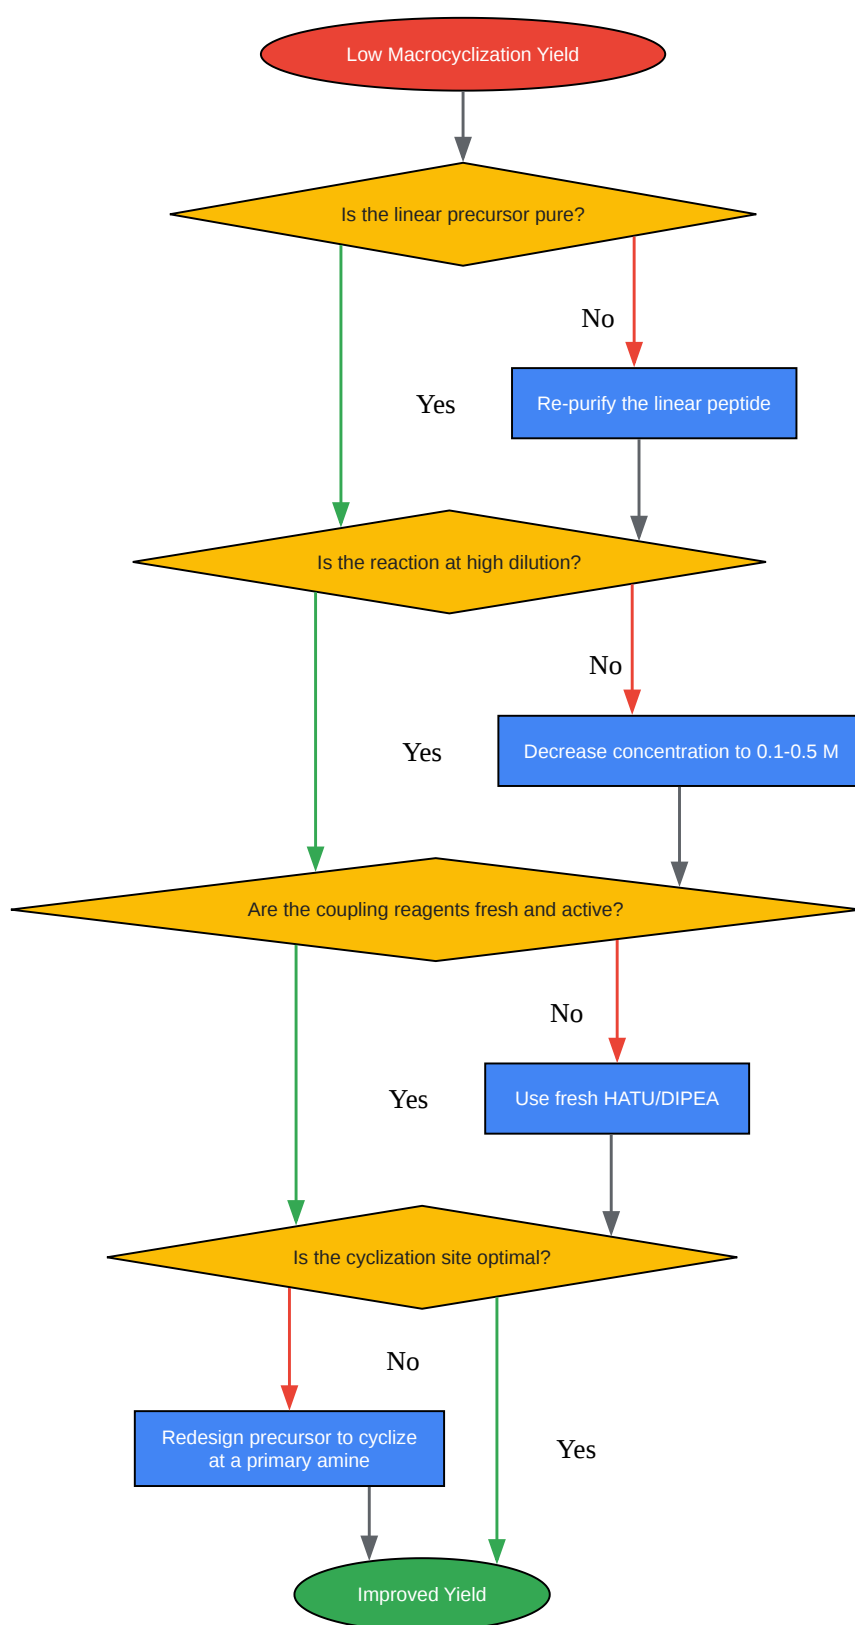 Low Macrocyclization Yield
Is the linear precursor pure?
No
Yes
Re-purify the linear peptide
Is the reaction at high dilution?
No
Yes
Decrease concentration to 0.1-0.5 M
Are the coupling reagents fresh and active?
No
Yes
Use fresh HATU/DIPEA
Is the cyclization site optimal?
No
Redesign precursor to cyclize
at a primary amine
Yes
Improved Yield